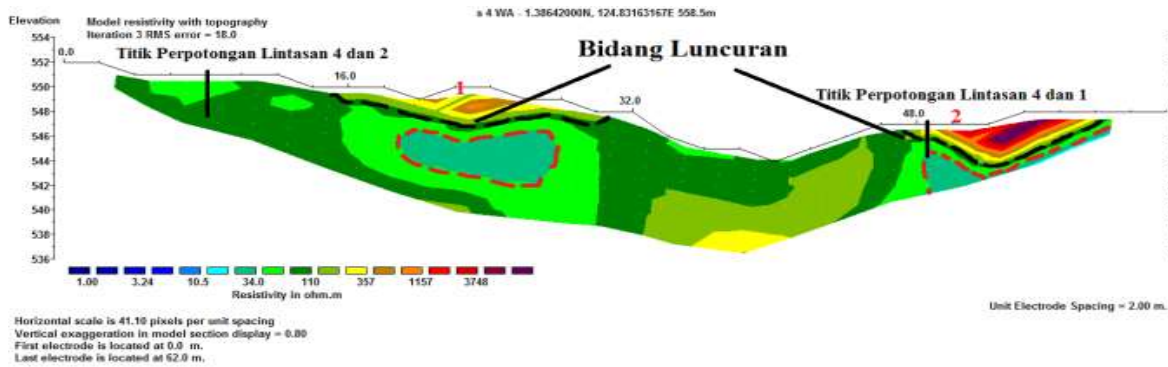 s 4 WA - 1.38642000N, 124.83163167E 558.5m
Elevation
Model resistivity with topography
Iteration 3 RMS error = 18.0
Titik Perpotongan Lintasan 4 dan 2
Bidang Luncuran
Titik Perpotongan Lintasan 4 dan 1
0.0
16.0
32.0
48.0
1
2
554
552
550
548
546
544
542
540
538
536
1.00 3.24 10.5 34.0 110 357 1157 3748
Resistivity in ohm.m
Unit Electrode Spacing = 2.00 m.
Horizontal scale is 41.10 pixels per unit spacing
Vertical exaggeration in model section display = 0.80
First electrode is located at 0.0 m.
Last electrode is located at 62.0 m.